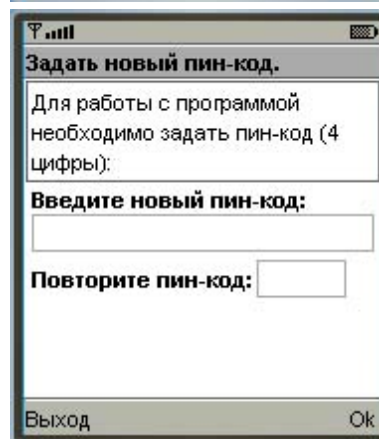 Задать новый пин-код.
Для работы с программой
необходимо задать пин-код (4
цифры):
Введите новый пин-код:
Повторите пин-код:
Выход Ok